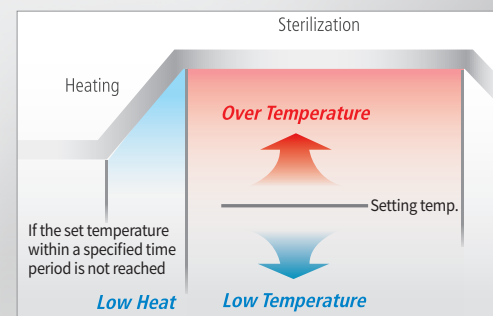 Sterilization
Heating
Over Temperature
Setting temp.
If the set temperature
within a specified time
period is not reached
Low Heat
Low Temperature